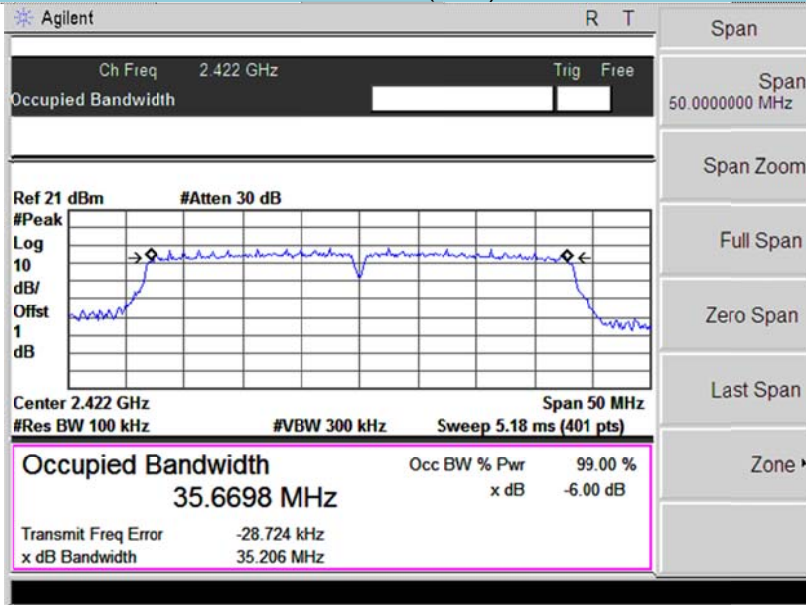 Agilent R T
Span
Ch Freq 2.422 GHz Trig Free
Occupied Bandwidth
Span
50.0000000 MHz
Span Zoom
Ref 21 dBm #Atten 30 dB
#Peak
Log
10
dB/
Offst
1
dB
Full Span
Zero Span
Last Span
Center 2.422 GHz Span 50 MHz
#Res BW 100 kHz #VBW 300 kHz Sweep 5.18 ms (401 pts)
Occupied Bandwidth Occ BW % Pwr 99.00 %
35.6698 MHz x dB -6.00 dB
Zone
Transmit Freq Error -28.724 kHz
x dB Bandwidth 35.206 MHz